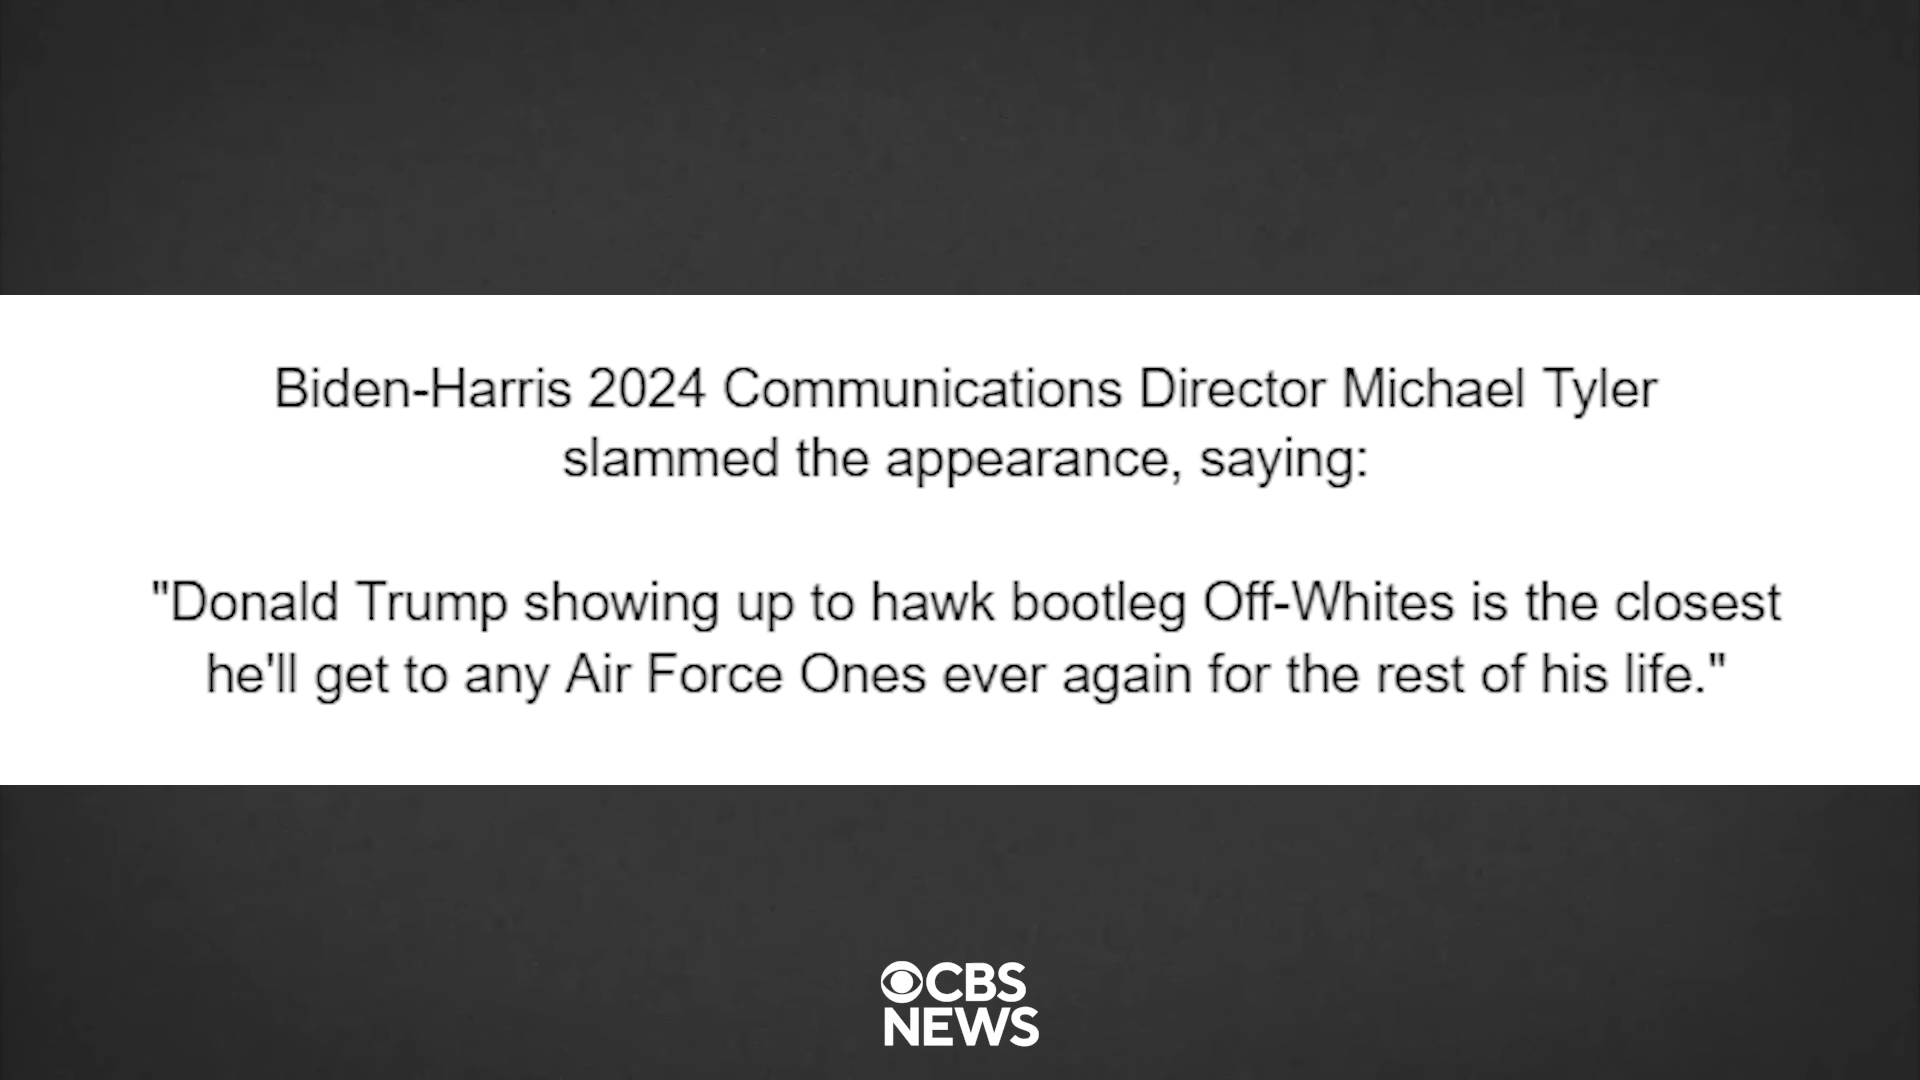 Biden-Harris 2024 Communications Director Michael Tyler
slammed the appearance, saying:
"Donald Trump showing up to hawk bootleg Off-Whites is the closest
he'll get to any Air Force Ones ever again for the rest of his life."
CBS
NEWS